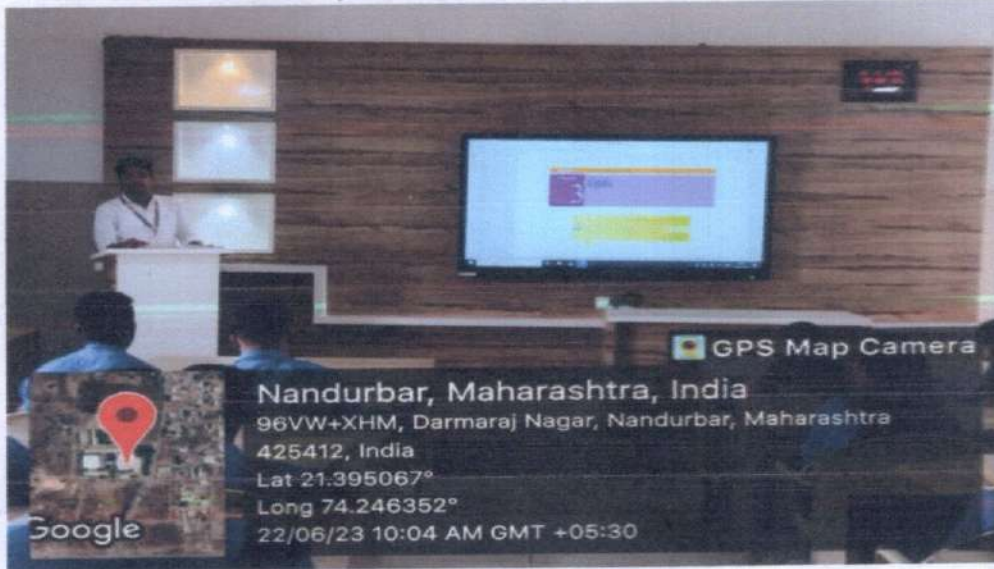 GPS Map Camera
Nandurbar, Maharashtra, India
96VW+XHM, Darmaraj Nagar, Nandurbar, Maharashtra
425412, India
Lat 21.395067°
Long 74.246352°
22/06/23 10:04 AM GMT +05:30
Google